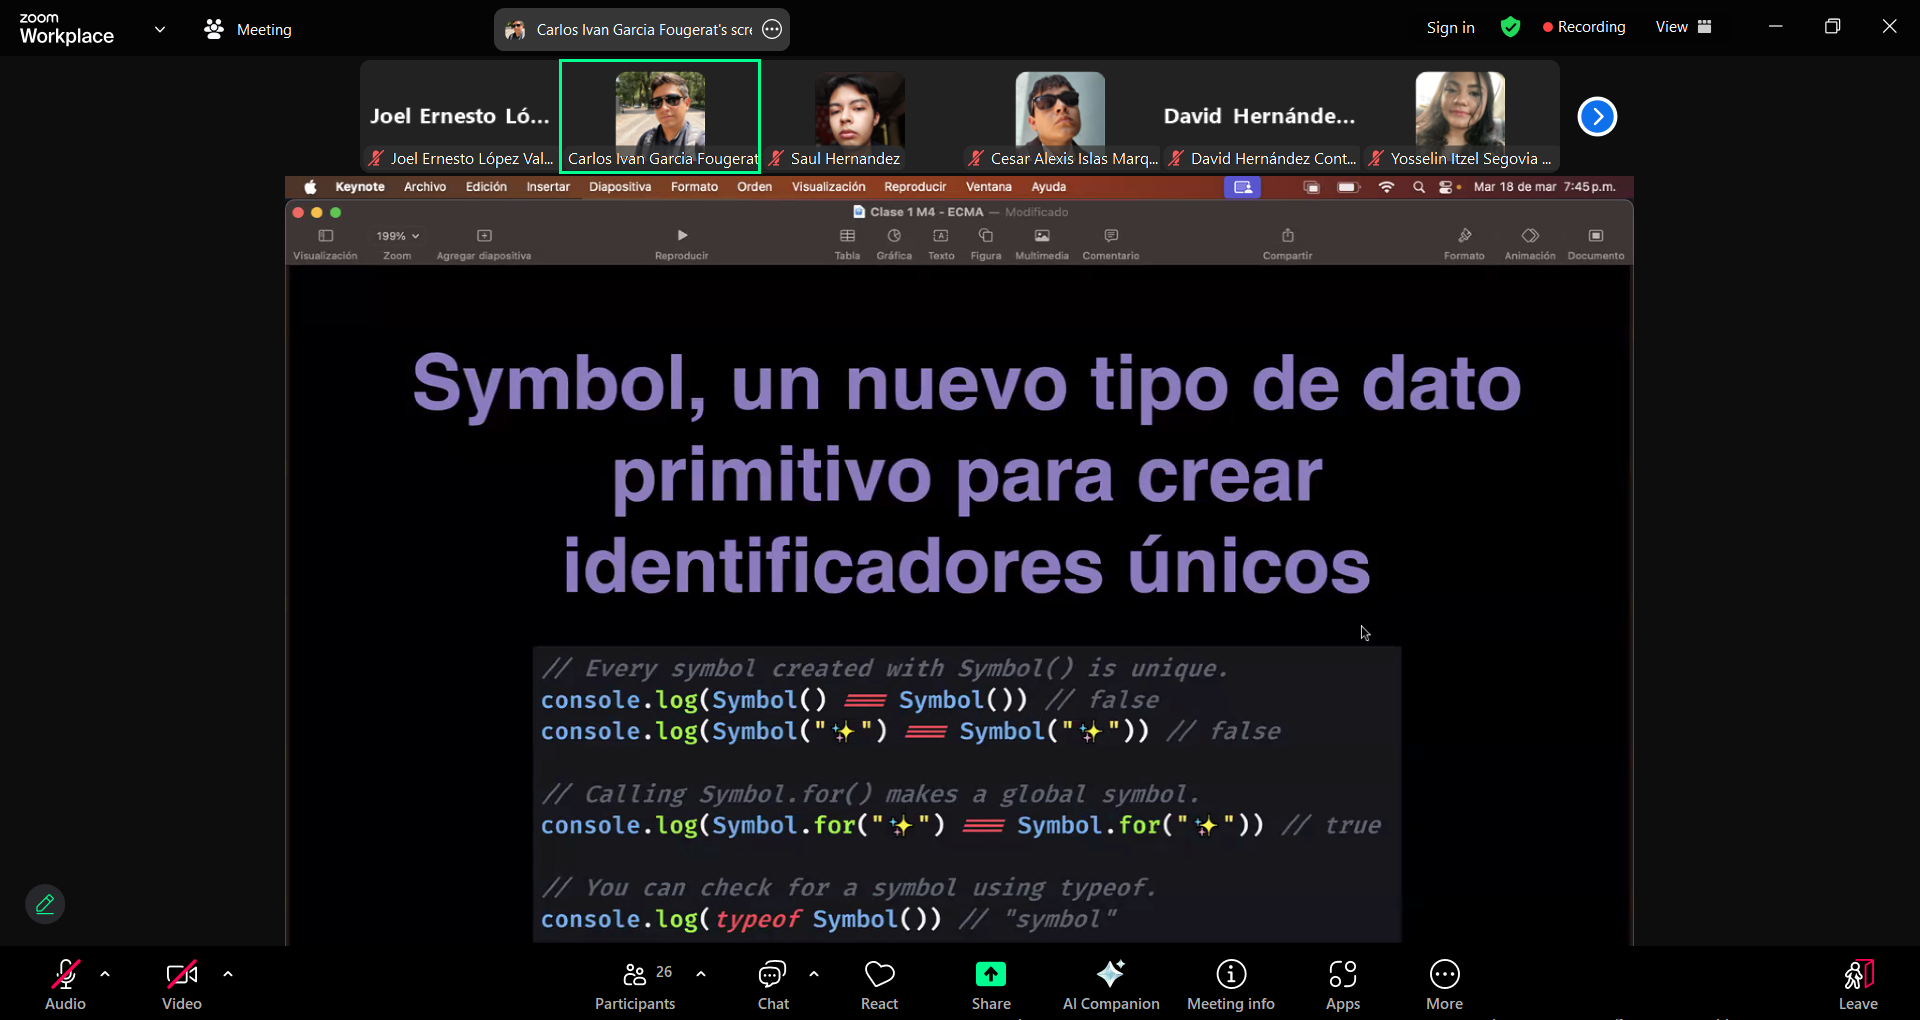 zoom
Workplace
Meeting
Carlos Ivan Garcia Fougerat's scre
Sign in
Recording
View
Joel Ernesto Ló...
David Hernánde...
Joel Ernesto López Val...
Carlos Ivan Garcia Fougerat
Saul Hernandez
Cesar Alexis Islas Marq...
David Hernández Cont...
Yosselin Itzel Segovia ...
Keynote Archivo Edición Insertar Diapositiva Formato Orden Visualización Reproducir Ventana Ayuda
Mar 18 de mar 7:45 p.m.
Clase 1 M4 - ECMA — Modificado
199%
Visualización Zoom Agregar diapositiva Reproducir Tabla Gráfica Texto Figura Multimedia Comentario Compartir Formato Animación Documento
Symbol, un nuevo tipo de dato
primitivo para crear
identificadores únicos
// Every symbol created with Symbol() is unique.
console.log(Symbol() === Symbol()) // false
console.log(Symbol("✨") === Symbol("✨")) // false
// Calling Symbol.for() makes a global symbol.
console.log(Symbol.for("✨") === Symbol.for("✨")) // true
// You can check for a symbol using typeof.
console.log(typeof Symbol()) // "symbol"
26
Audio Video Participants Chat React Share AI Companion Meeting info Apps More Leave